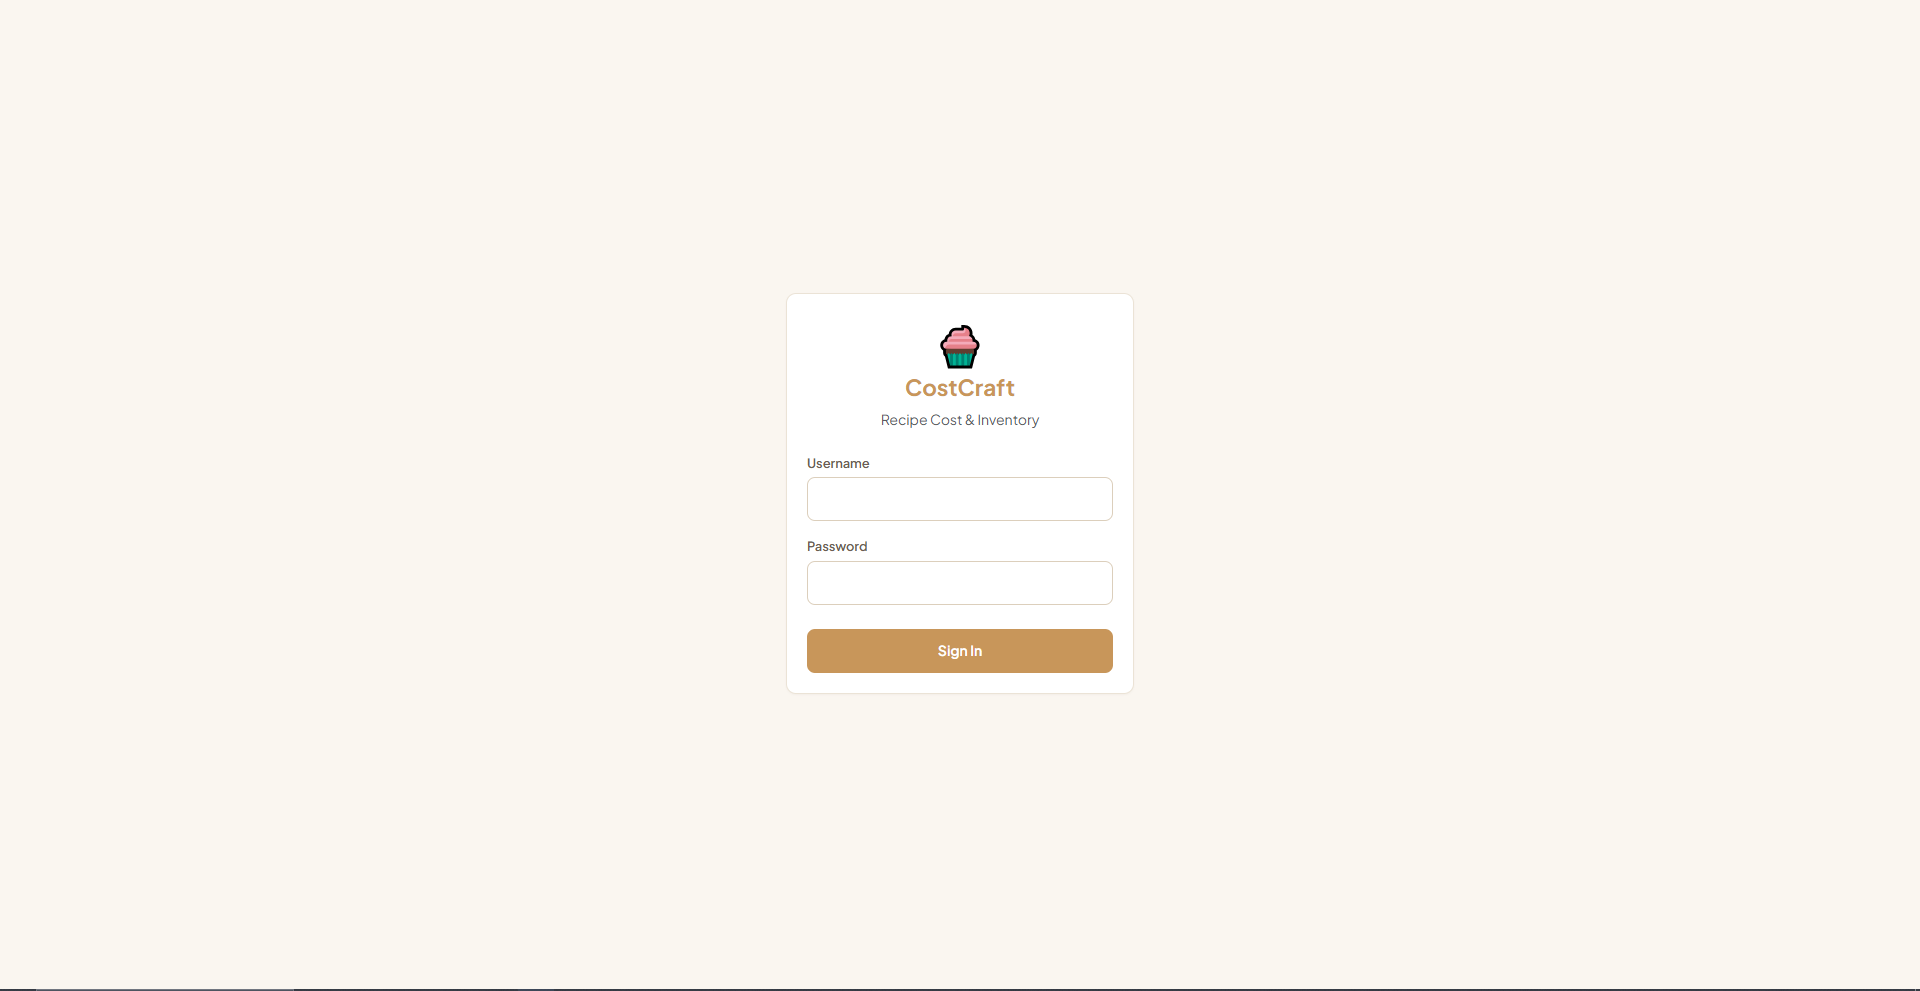 CostCraft
Recipe Cost & Inventory
Username
Password
Sign In